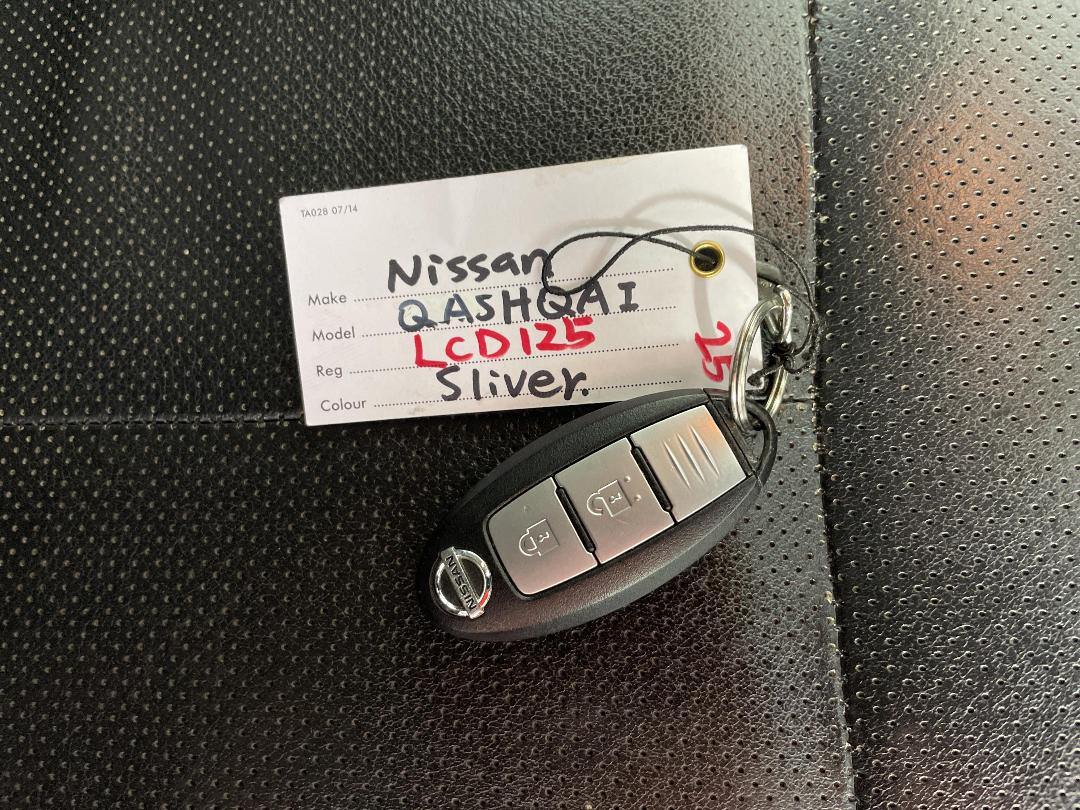 TA028 07/14
Make Nissan
Model QASHQAI
Reg LCD125
Colour Sliver.
25
NISSAN